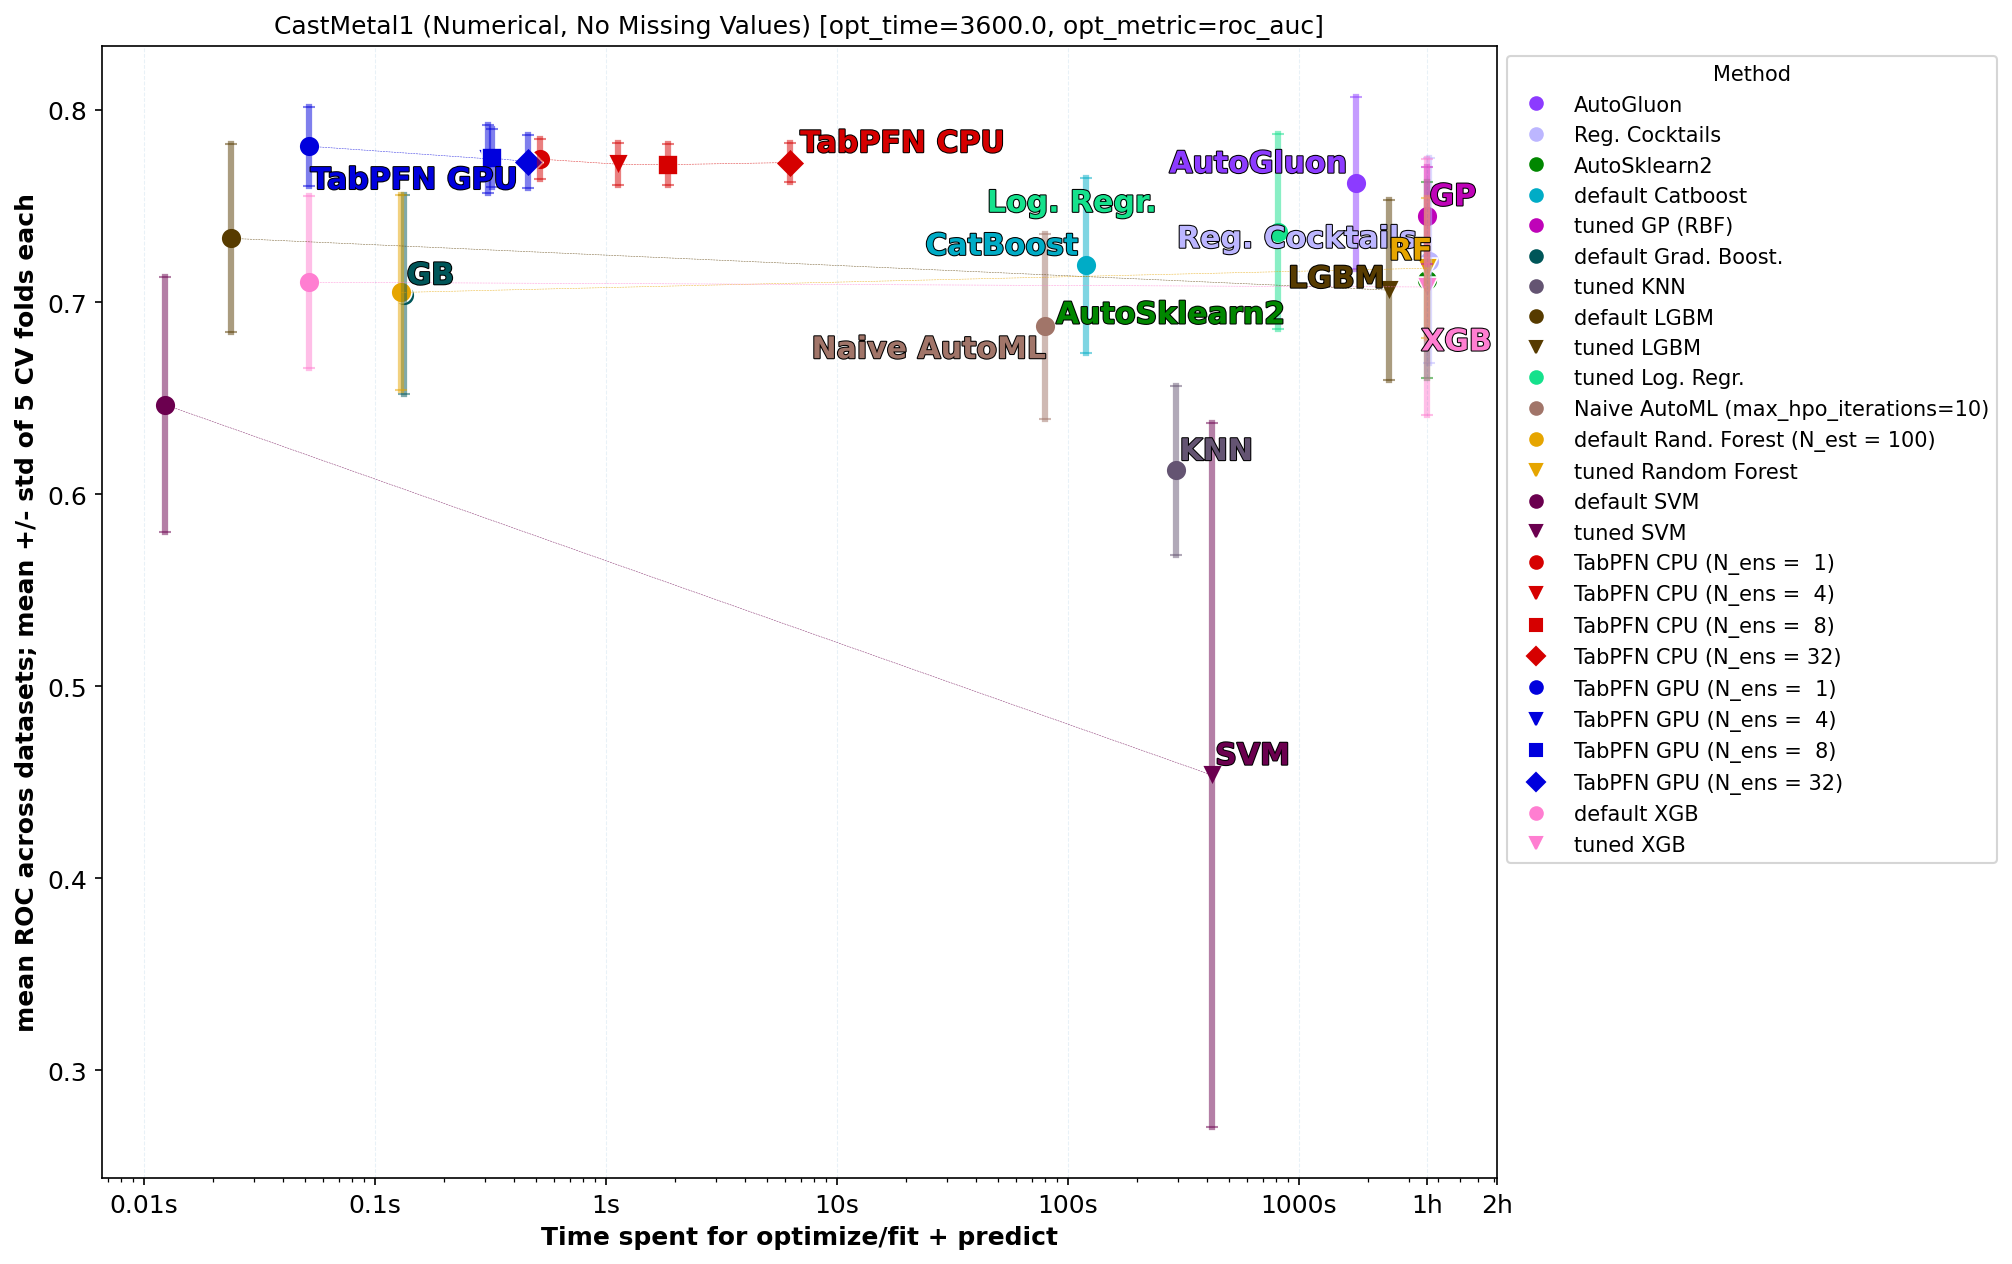 CastMetal1 (Numerical, No Missing Values) [opt_time=3600.0, opt_metric=roc_auc]
mean ROC across datasets; mean +/- std of 5 CV folds each
0.8
0.7
0.6
0.5
0.4
0.3
TabPFN CPU
TabPFN GPU
AutoGluon
GP
Log. Regr.
Reg. Cocktails
CatBoost
RF
GB
LGBM
AutoSklearn2
Naive AutoML
XGB
KNN
SVM
0.01s
0.1s
1s
10s
100s
1000s
1h
2h
Time spent for optimize/fit + predict
Method
AutoGluon
Reg. Cocktails
AutoSklearn2
default Catboost
tuned GP (RBF)
default Grad. Boost.
tuned KNN
default LGBM
tuned LGBM
tuned Log. Regr.
Naive AutoML (max_hpo_iterations=10)
default Rand. Forest (N_est = 100)
tuned Random Forest
default SVM
tuned SVM
TabPFN CPU (N_ens =  1)
TabPFN CPU (N_ens =  4)
TabPFN CPU (N_ens =  8)
TabPFN CPU (N_ens = 32)
TabPFN GPU (N_ens =  1)
TabPFN GPU (N_ens =  4)
TabPFN GPU (N_ens =  8)
TabPFN GPU (N_ens = 32)
default XGB
tuned XGB